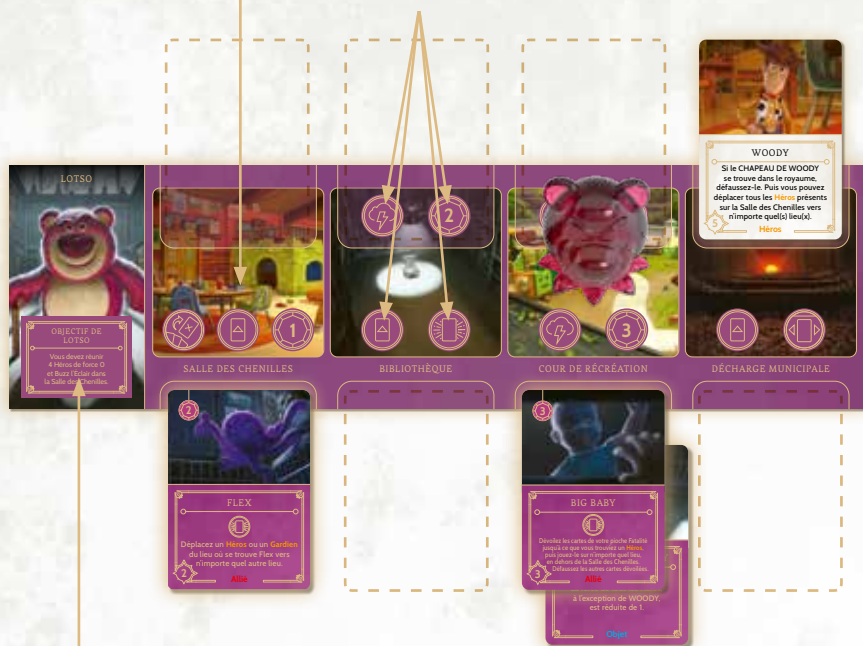 WOODY
Si le CHAPEAU DE WOODY
se trouve dans le royaume,
défaussez-le. Puis vous pouvez
déplacer tous les Héros présents
sur la Salle des Chenilles vers
n'importe quel(s) lieu(x).
5
Héros
LOTSO
OBJECTIF DE
LOTSO
Vous devez réunir
4 Héros de force 0
et Buzz l'Éclair dans
la Salle des Chenilles.
2
1
3
SALLE DES CHENILLES
BIBLIOTHÈQUE
COUR DE RÉCRÉATION
DÉCHARGE MUNICIPALE
2
FLEX
Déplacez un Héros ou un Gardien
du lieu où se trouve Flex vers
n'importe quel autre lieu.
2
Allié
3
BIG BABY
Dévoilez les cartes de votre pioche Fatalité
jusqu'à ce que vous trouviez un Héros,
puis jouez-le sur n'importe quel lieu,
en dehors de la Salle des Chenilles.
Défaussez les autres cartes dévoilées.
3
Allié
à l'exception de WOODY,
est réduite de 1.
Objet